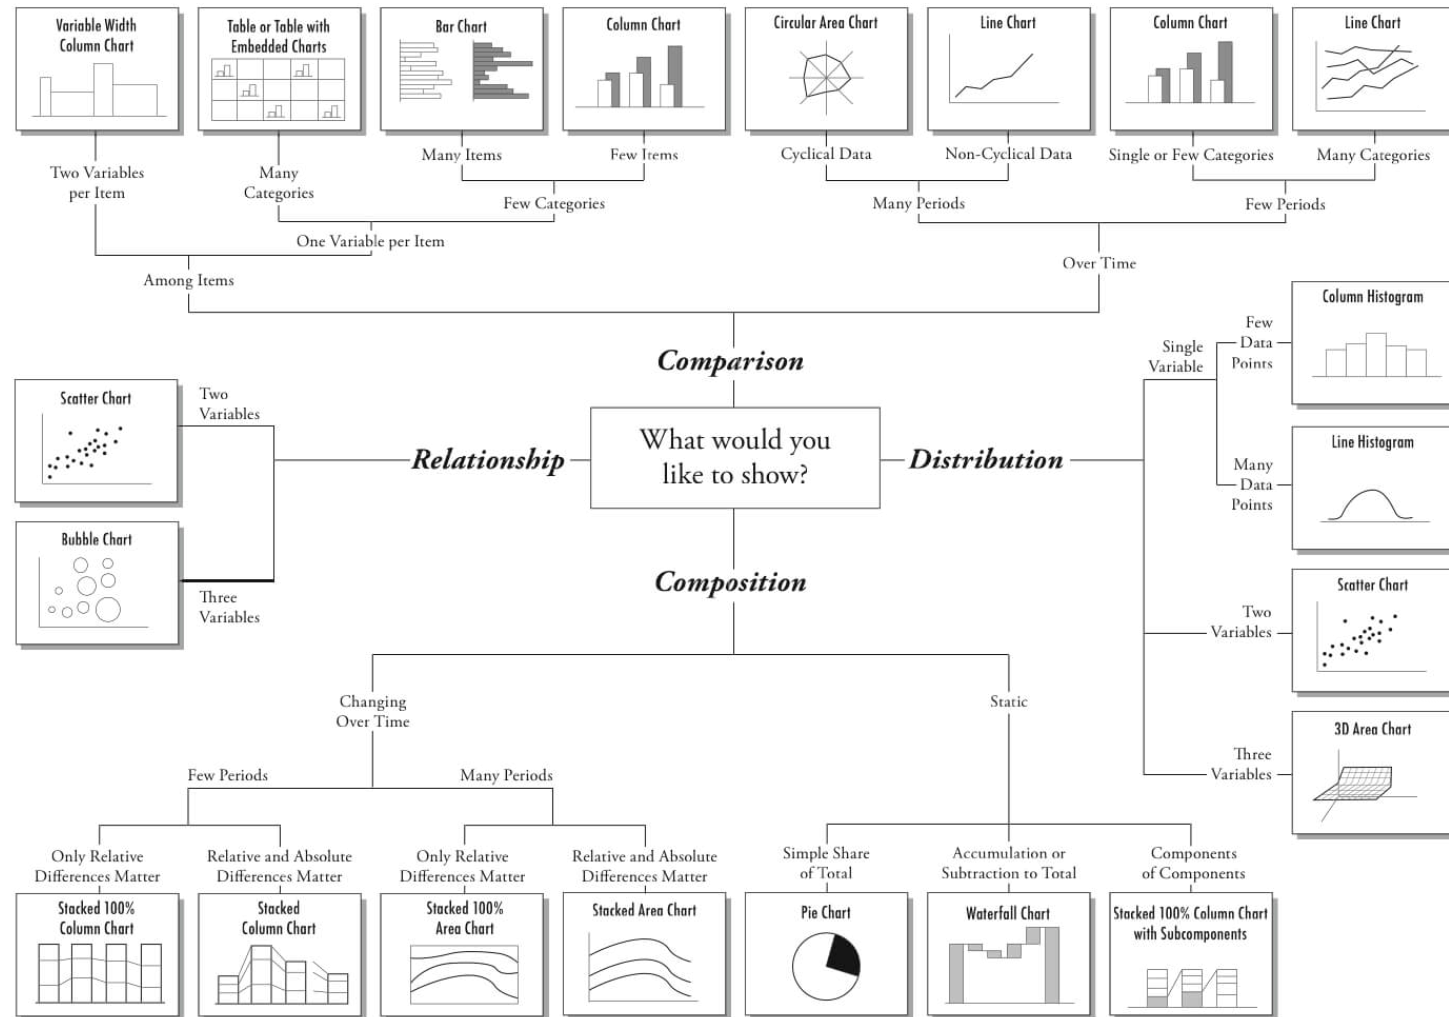 Variable Width
Column Chart
Table or Table with
Embedded Charts
Bar Chart
Column Chart
Circular Area Chart
Line Chart
Column Chart
Line Chart
Two Variables
per Item
Many
Categories
Many Items
Few Items
Cyclical Data
Non-Cyclical Data
Single or Few Categories
Many Categories
Few Categories
Many Periods
Few Periods
One Variable per Item
Among Items
Over Time
Comparison
What would you
like to show?
Relationship
Two
Variables
Scatter Chart
Bubble Chart
Three
Variables
Distribution
Single
Variable
Few
Data
Points
Column Histogram
Many
Data
Points
Line Histogram
Two
Variables
Scatter Chart
Three
Variables
3D Area Chart
Composition
Changing
Over Time
Static
Few Periods
Many Periods
Only Relative
Differences Matter
Relative and Absolute
Differences Matter
Only Relative
Differences Matter
Relative and Absolute
Differences Matter
Simple Share
of Total
Accumulation or
Subtraction to Total
Components
of Components
Stacked 100%
Column Chart
Stacked
Column Chart
Stacked 100%
Area Chart
Stacked Area Chart
Pie Chart
Waterfall Chart
Stacked 100% Column Chart
with Subcomponents